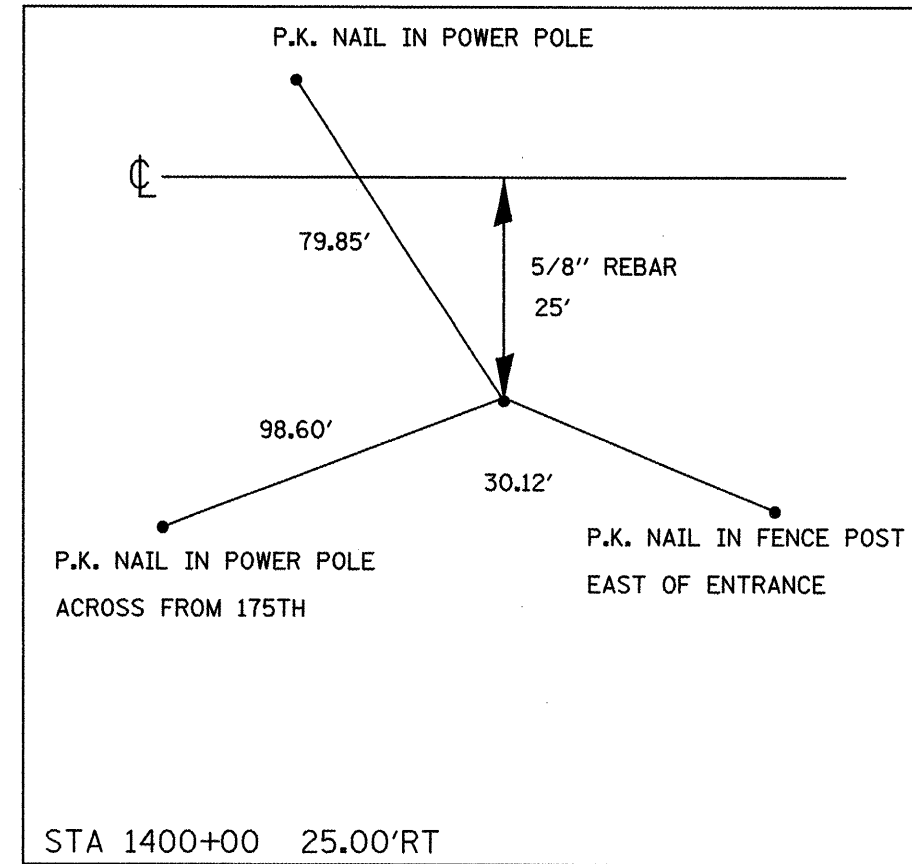 P.K. NAIL IN POWER POLE
℄
79.85'
5/8'' REBAR
25'
98.60'
30.12'
P.K. NAIL IN POWER POLE
ACROSS FROM 175TH
P.K. NAIL IN FENCE POST
EAST OF ENTRANCE
STA 1400+00 25.00'RT